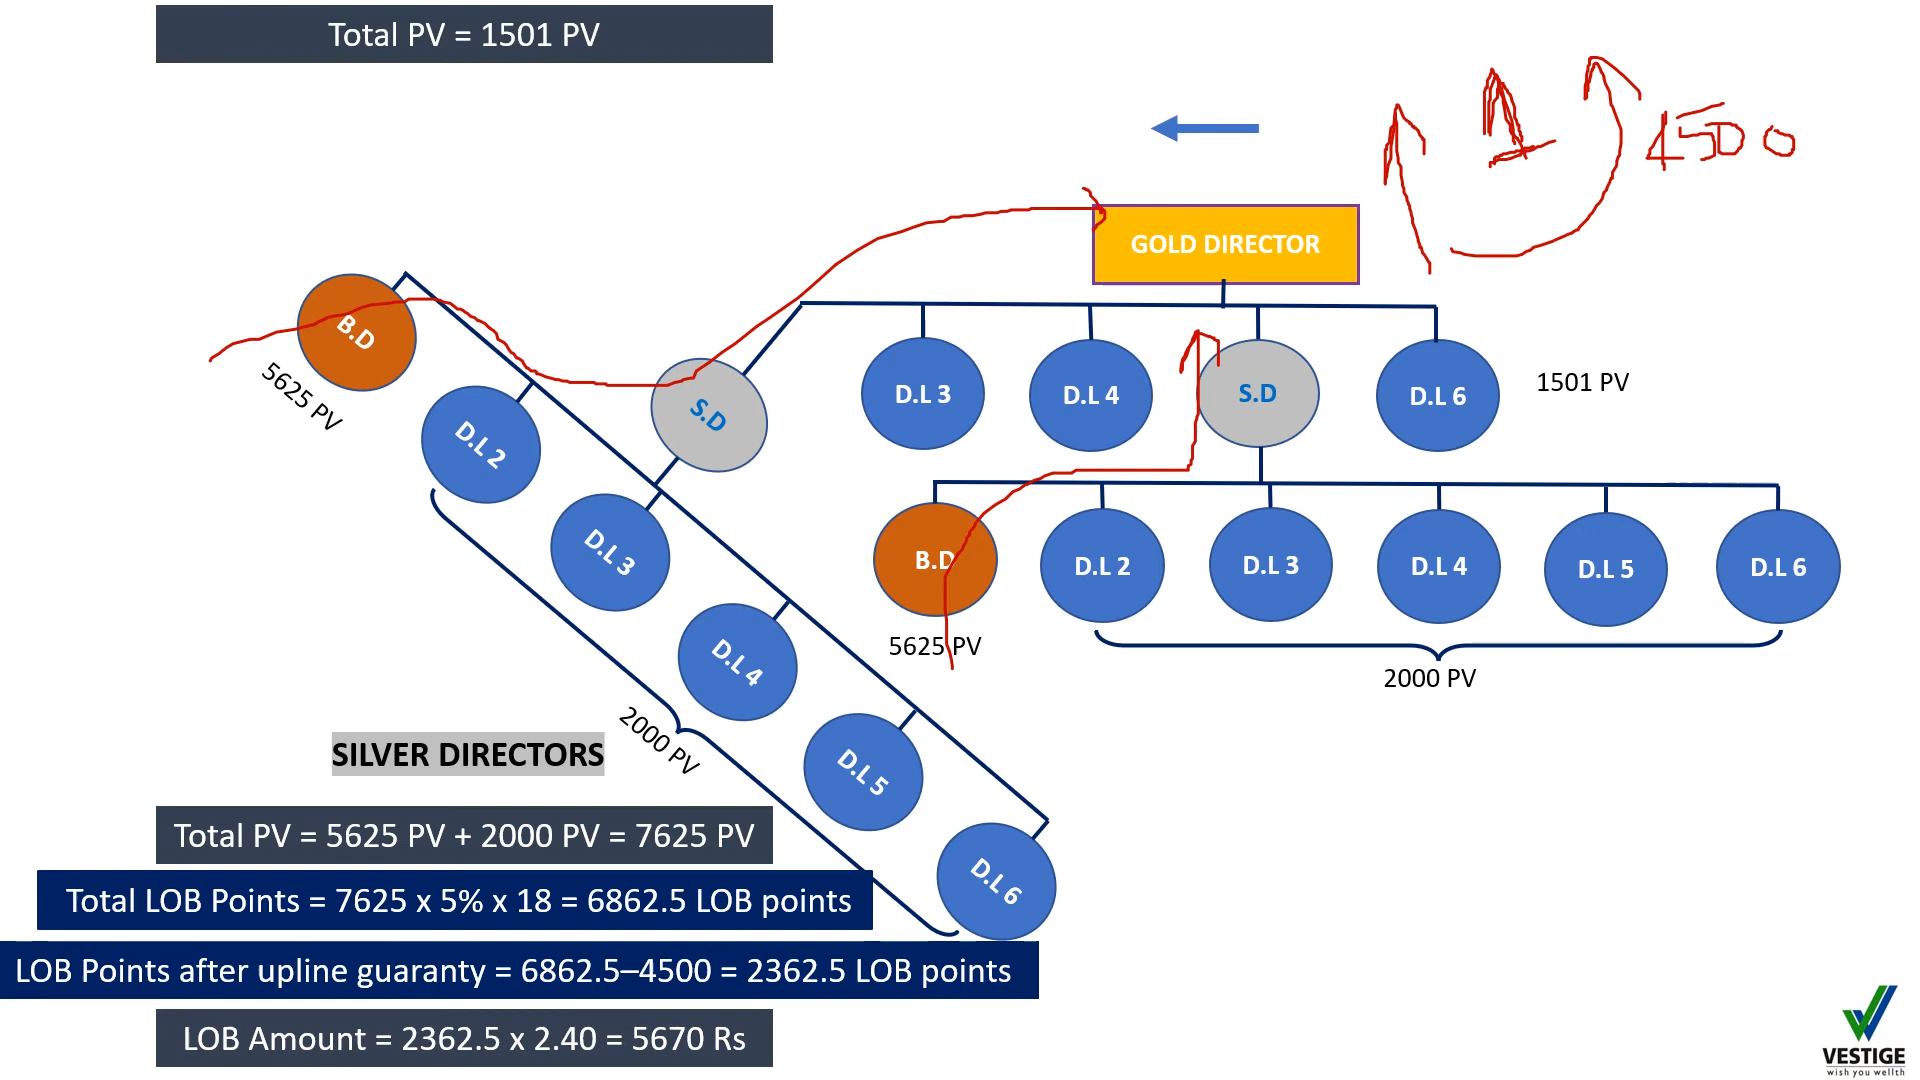 Total PV = 1501 PV
4500
GOLD DIRECTOR
B.D
5625 PV
D.L 2
D.L 3
D.L 4
D.L 5
D.L 6
2000 PV
S.D
D.L 3
D.L 4
S.D
D.L 6
1501 PV
B.D
D.L 2
D.L 3
D.L 4
D.L 5
D.L 6
5625 PV
2000 PV
SILVER DIRECTORS
Total PV = 5625 PV + 2000 PV = 7625 PV
Total LOB Points = 7625 x 5% x 18 = 6862.5 LOB points
LOB Points after upline guaranty = 6862.5–4500 = 2362.5 LOB points
LOB Amount = 2362.5 x 2.40 = 5670 Rs
VESTIGE
wish you wellth